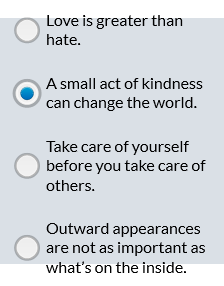 Love is greater than
hate.
A small act of kindness
can change the world.
Take care of yourself
before you take care of
others.
Outward appearances
are not as important as
what's on the inside.